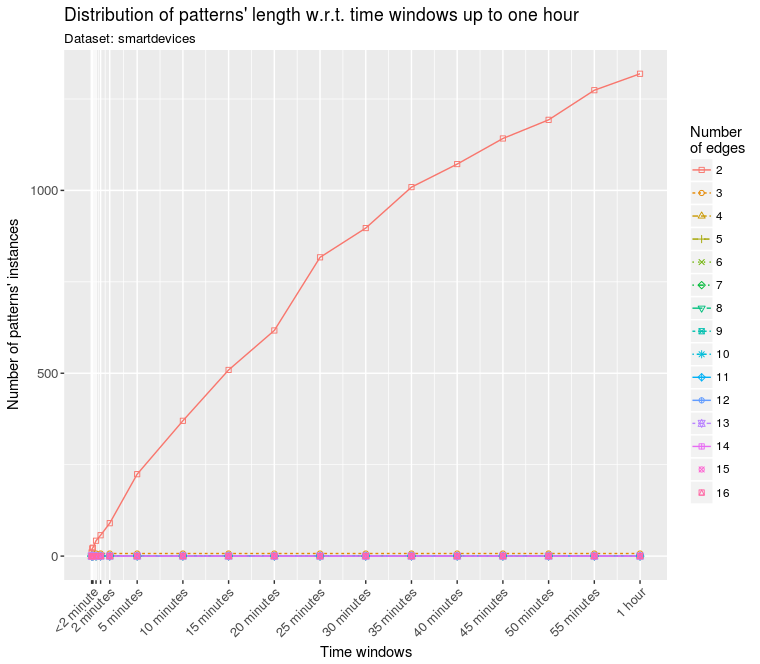 Distribution of patterns' length w.r.t. time windows up to one hour
Dataset: smartdevices
Number of patterns' instances
1000
500
0
<2 minute
2 minutes
5 minutes
10 minutes
15 minutes
20 minutes
25 minutes
30 minutes
35 minutes
40 minutes
45 minutes
50 minutes
55 minutes
1 hour
Time windows
Number
of edges
2
3
4
5
6
7
8
9
10
11
12
13
14
15
16